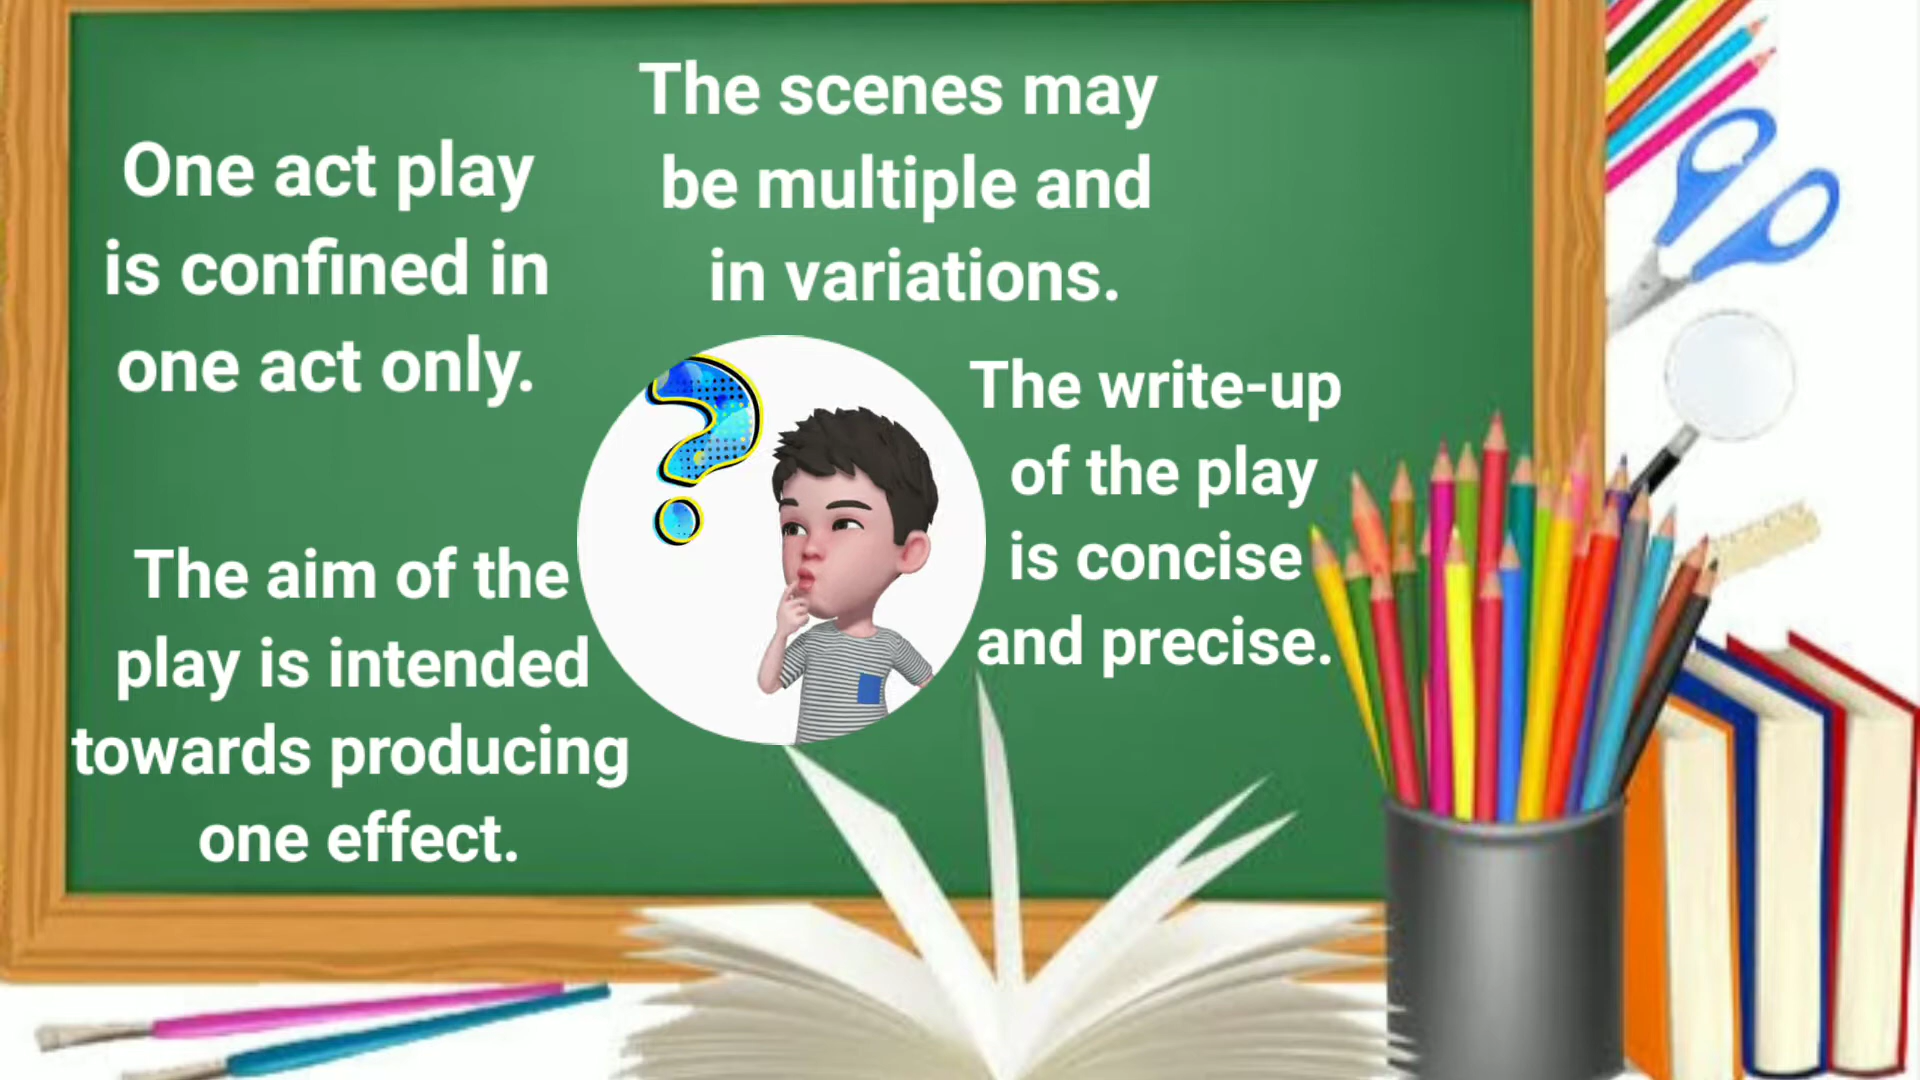 One act play
is confined in
one act only.
The scenes may
be multiple and
in variations.
The aim of the
play is intended
towards producing
one effect.
The write-up
of the play
is concise
and precise.